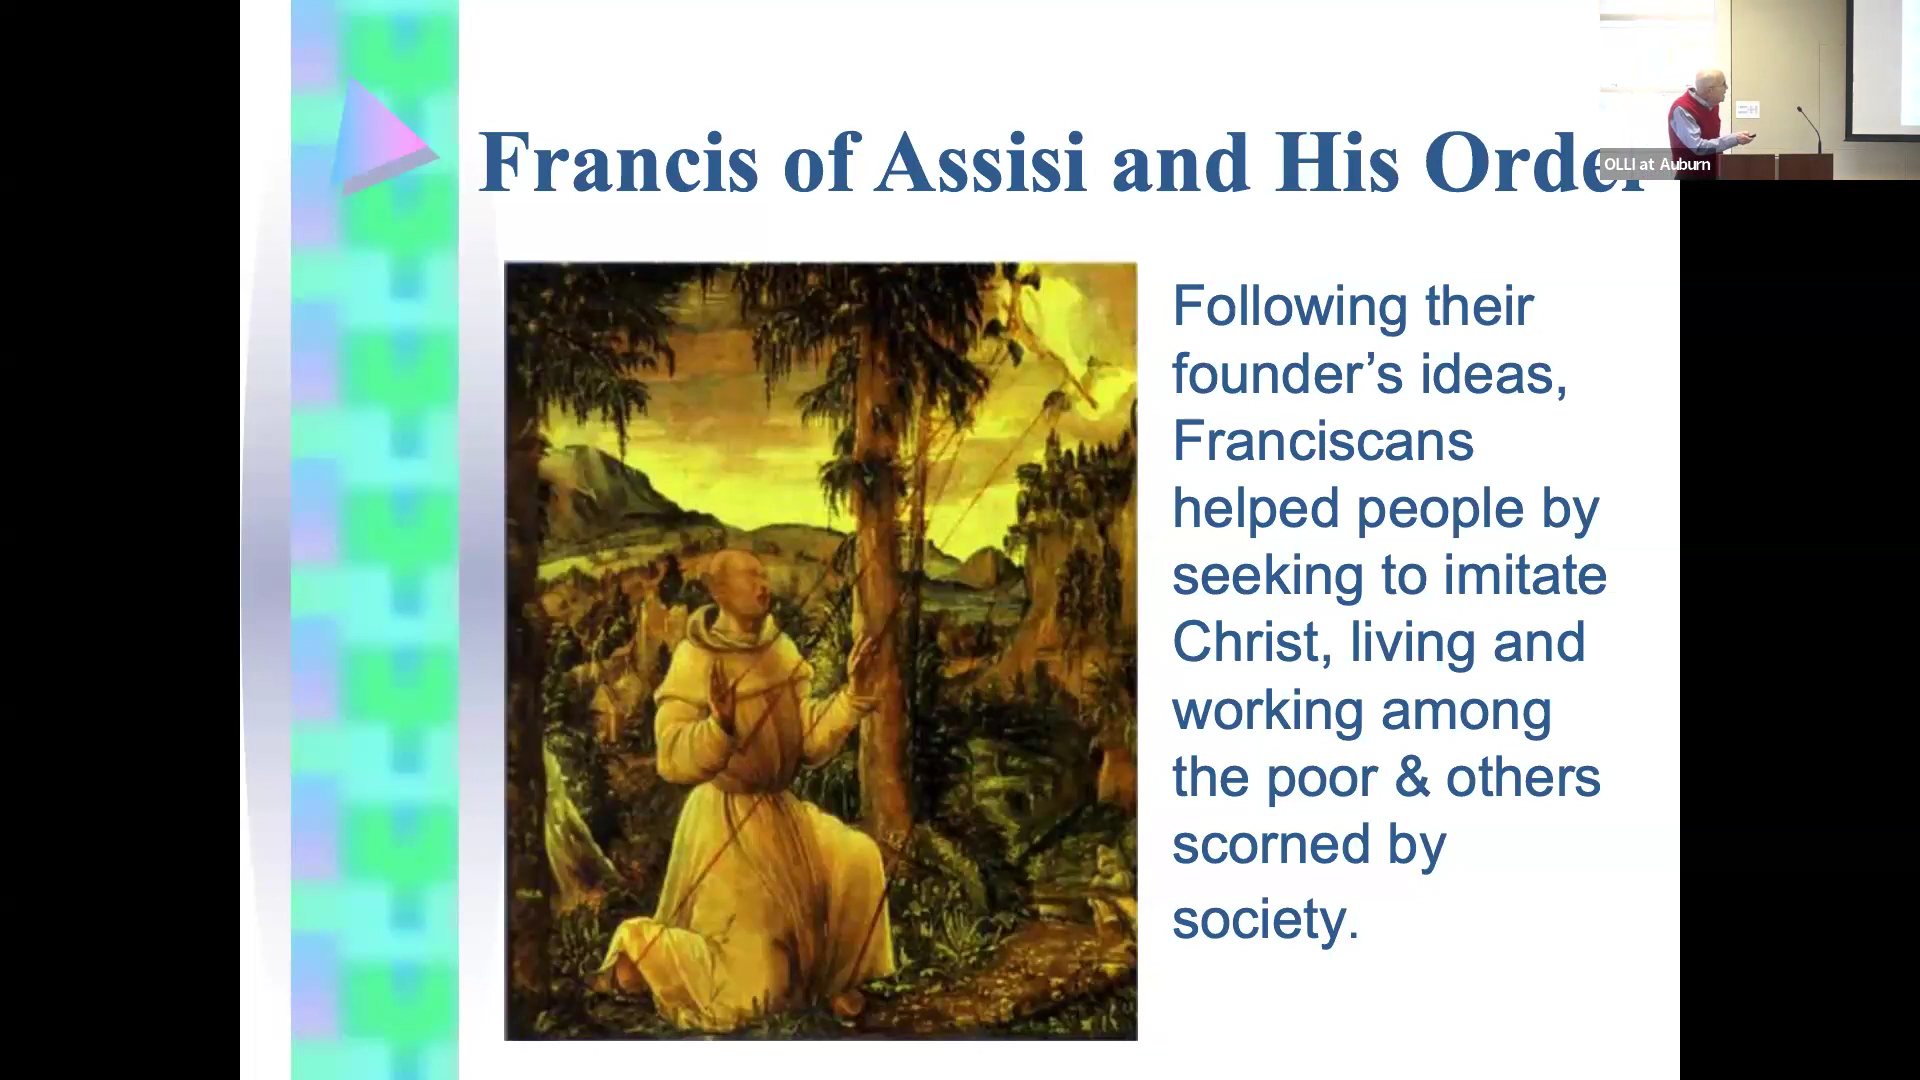 Francis of Assisi and His Order
OLLI at Auburn
Following their
founder’s ideas,
Franciscans
helped people by
seeking to imitate
Christ, living and
working among
the poor & others
scorned by
society.